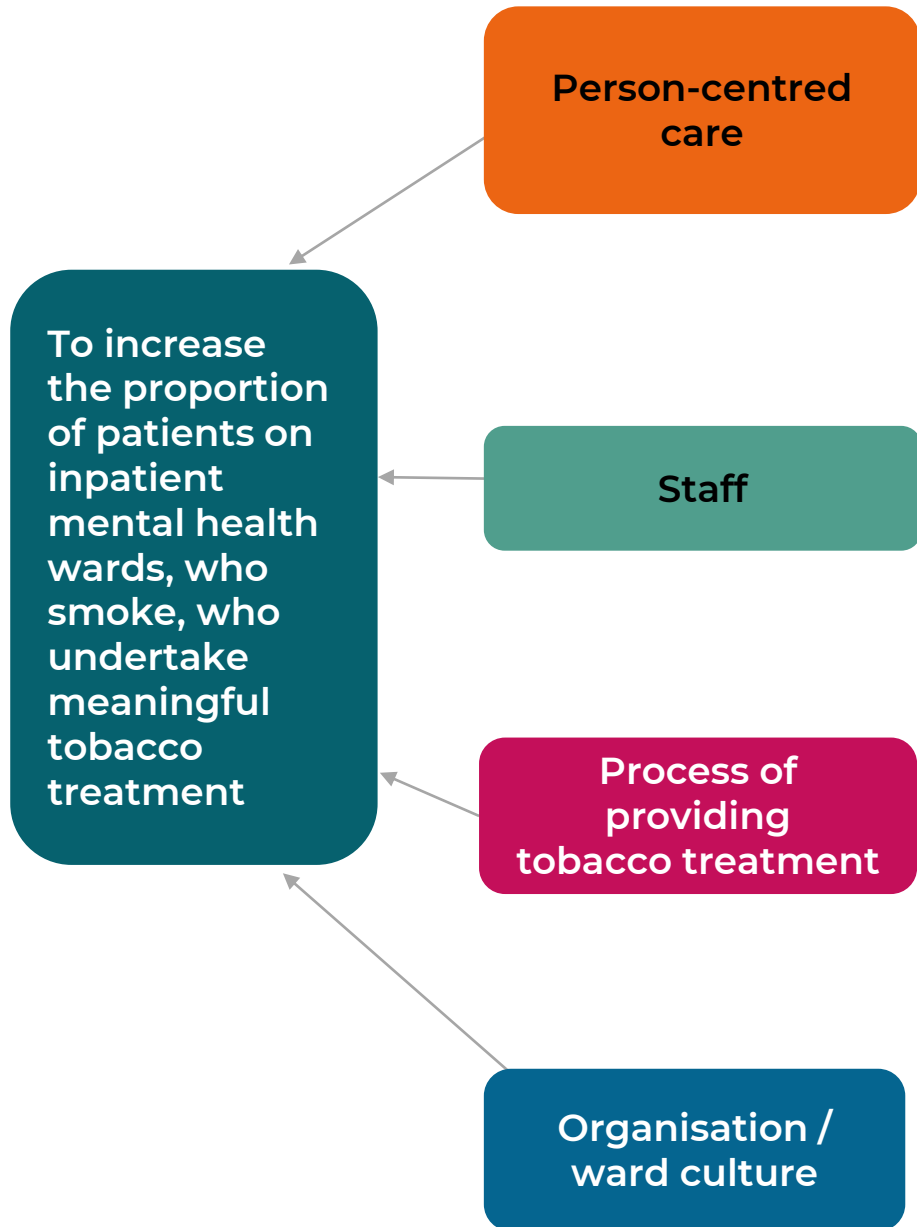 Person-centred
care
To increase
the proportion
of patients on
inpatient
mental health
wards, who
smoke, who
undertake
meaningful
tobacco
treatment
Staff
Process of
providing
tobacco treatment
Organisation /
ward culture